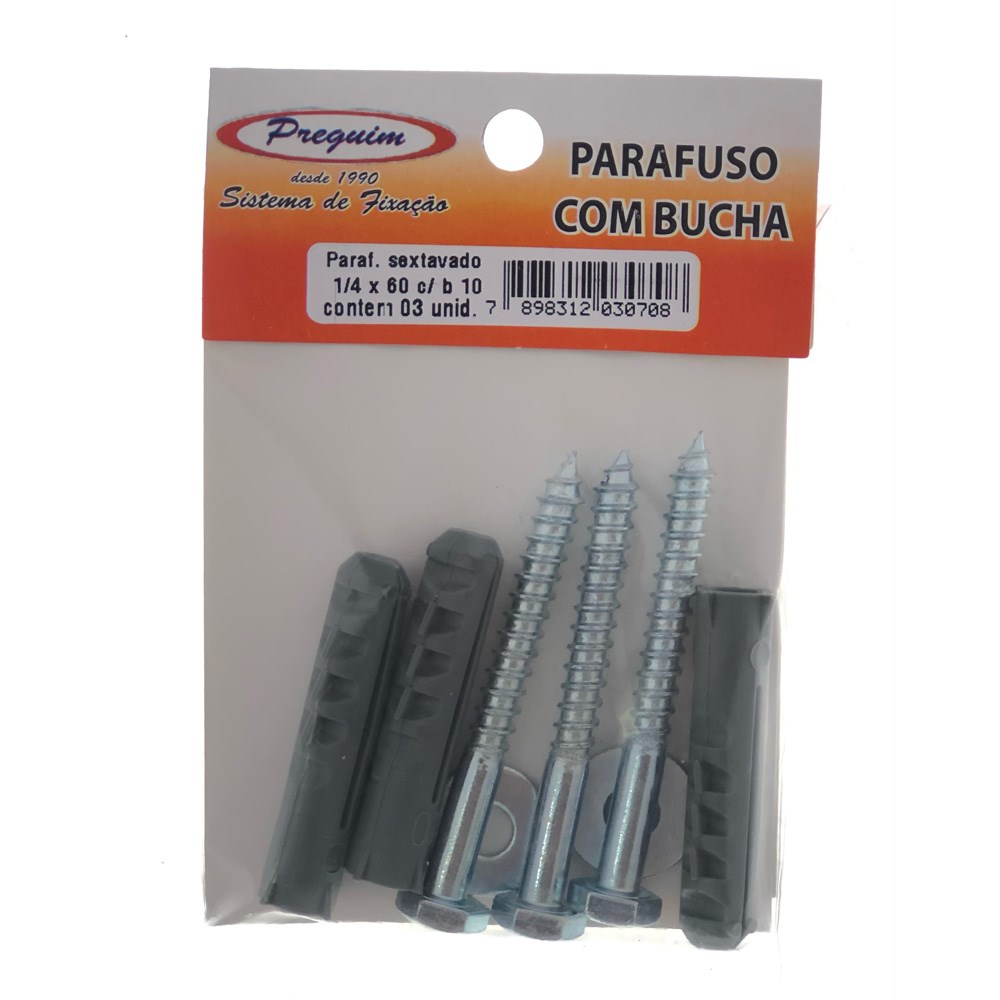 Preguim
desde 1990
Sistema de Fixação
PARAFUSO
COM BUCHA
Paraf. sextavado
1/4 x 60 c/ b 10
contem 03 unid.
7 898312 030708